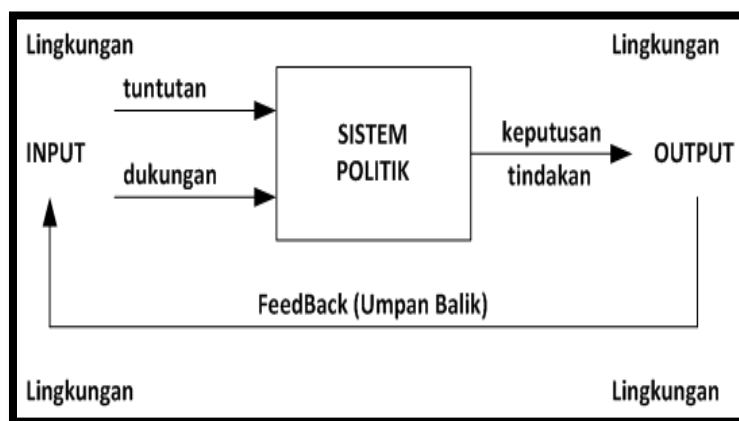 Lingkungan
Lingkungan
tuntutan
INPUT
dukungan
SISTEM
POLITIK
keputusan
tindakan
OUTPUT
FeedBack (Umpan Balik)
Lingkungan
Lingkungan